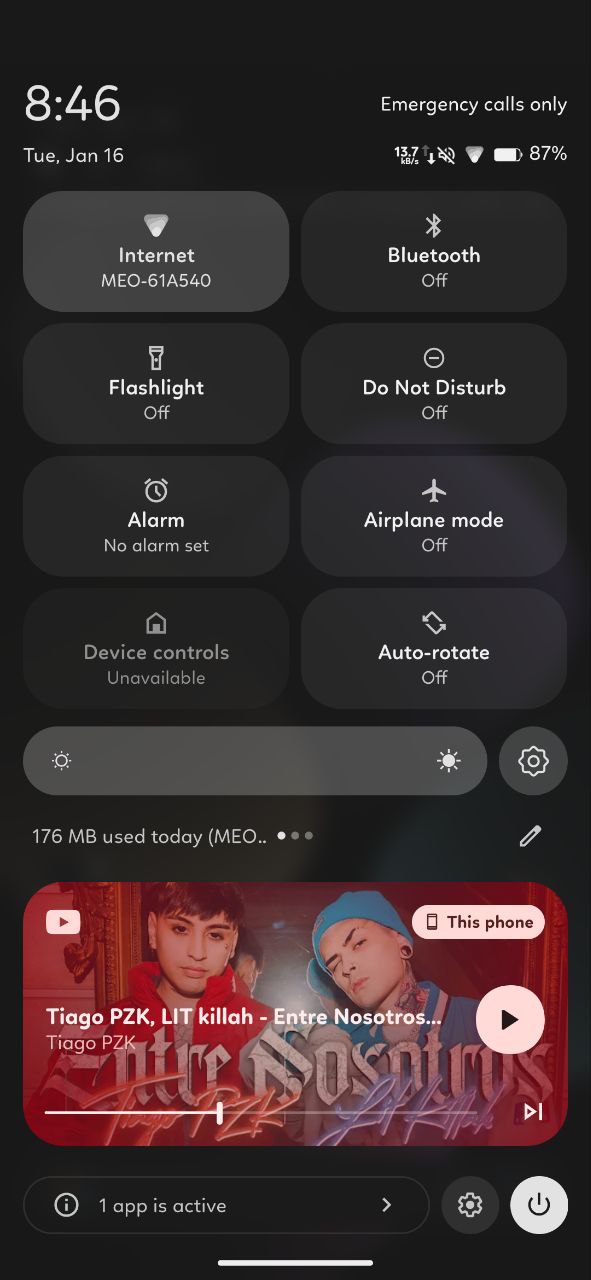 8:46
Emergency calls only
Tue, Jan 16
13.7
kB/s
87%
Internet
MEO-61A540
Bluetooth
Off
Flashlight
Off
Do Not Disturb
Off
Alarm
No alarm set
Airplane mode
Off
Device controls
Unavailable
Auto-rotate
Off
176 MB used today (MEO..
This phone
Tiago PZK, LIT killah - Entre Nosotros...
Tiago PZK
Entre Nosotros
Tiago PZK
Lit Killah
1 app is active